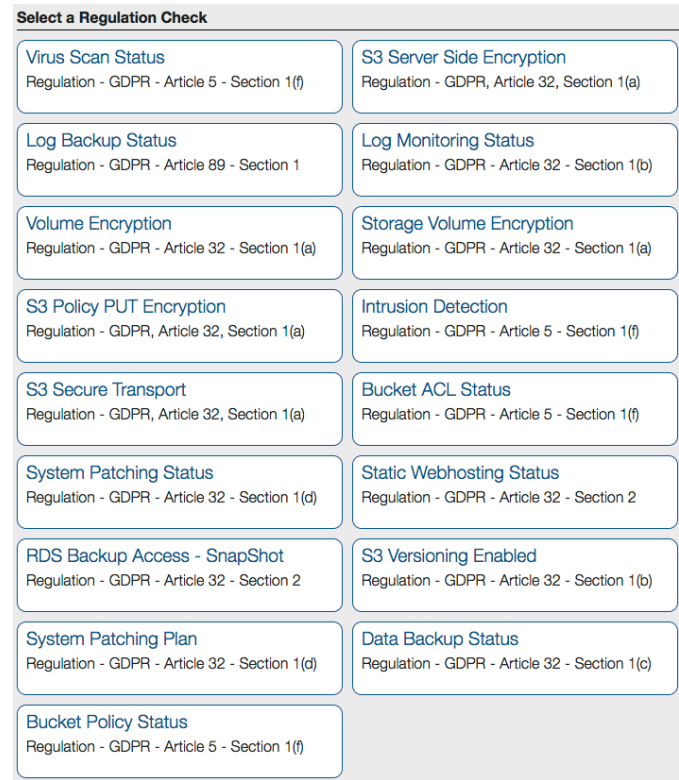 Select a Regulation Check
Virus Scan Status
Regulation - GDPR - Article 5 - Section 1(f)
S3 Server Side Encryption
Regulation - GDPR, Article 32, Section 1(a)
Log Backup Status
Regulation - GDPR - Article 89 - Section 1
Log Monitoring Status
Regulation - GDPR - Article 32 - Section 1(b)
Volume Encryption
Regulation - GDPR - Article 32 - Section 1(a)
Storage Volume Encryption
Regulation - GDPR - Article 32 - Section 1(a)
S3 Policy PUT Encryption
Regulation - GDPR, Article 32, Section 1(a)
Intrusion Detection
Regulation - GDPR - Article 5 - Section 1(f)
S3 Secure Transport
Regulation - GDPR, Article 32, Section 1(a)
Bucket ACL Status
Regulation - GDPR - Article 5 - Section 1(f)
System Patching Status
Regulation - GDPR - Article 32 - Section 1(d)
Static Webhosting Status
Regulation - GDPR - Article 32 - Section 2
RDS Backup Access - SnapShot
Regulation - GDPR - Article 32 - Section 2
S3 Versioning Enabled
Regulation - GDPR - Article 32 - Section 1(b)
System Patching Plan
Regulation - GDPR - Article 32 - Section 1(d)
Data Backup Status
Regulation - GDPR - Article 32 - Section 1(c)
Bucket Policy Status
Regulation - GDPR - Article 5 - Section 1(f)